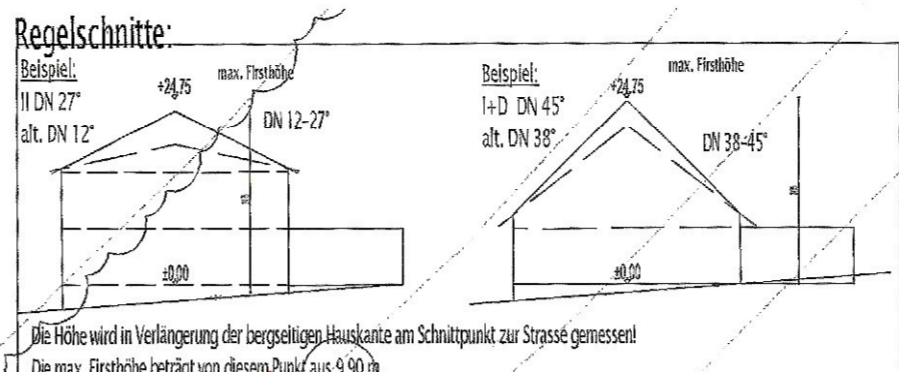 Regelschnitte:
Beispiel:
II DN 27°
alt. DN 12°
max. Firsthöhe
+24.75
DN 12-27°
±0.00
Beispiel:
I+D DN 45°
alt. DN 38°
max. Firsthöhe
+24.75
DN 38-45°
±0.00
Die Höhe wird in Verlängerung der bergseitigen Hauskante am Schnittpunkt zur Strasse gemessen!
Die max. Firsthöhe beträgt von diesem Punkt aus 9.90 m